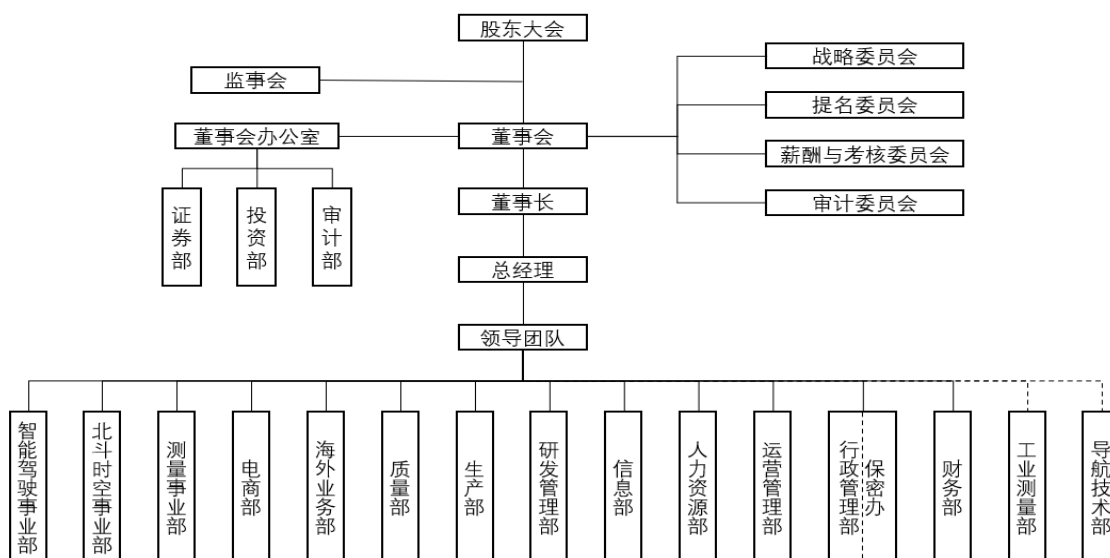 股东大会
监事会
战略委员会
提名委员会
董事会办公室
董事会
薪酬与考核委员会
董事长
审计委员会
证券部
投资部
审计部
总经理
领导团队
智能驾驶事业部
北斗时空事业部
测量事业部
电商部
海外业务部
质量部
生产部
研发管理部
信息部
人力资源部
运营管理部
行政管理部
保密办
财务部
工业测量部
导航技术部